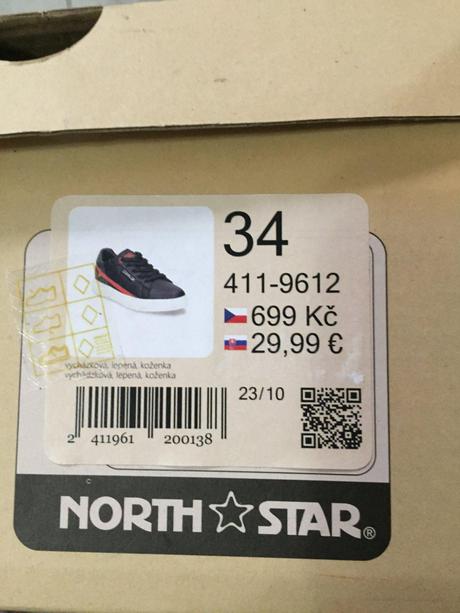 34
411-9612
699 Kč
29,99 €
vycházková, lepená, koženka
vychádzková, lepená, koženka
23/10
2 411961 200138
NORTH STAR®